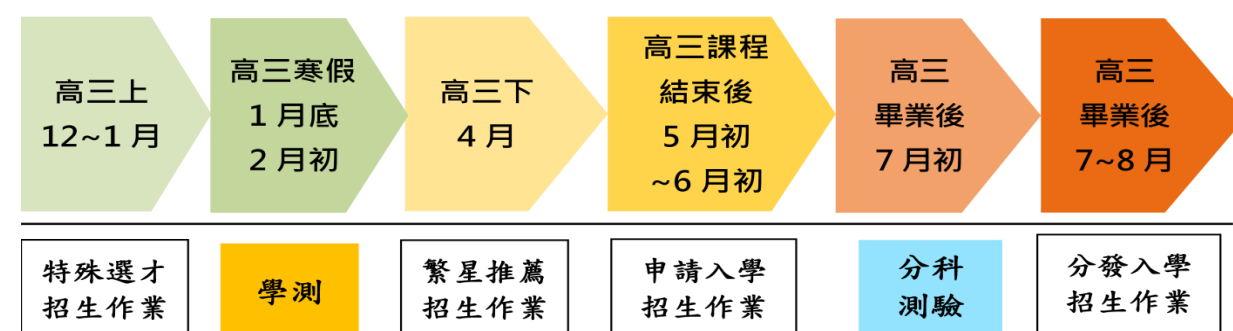 高三上
12~1 月
高三寒假
1 月底
2 月初
高三下
4 月
高三課程
結束後
5 月初
~6 月初
高三
畢業後
7 月初
高三
畢業後
7~8 月
特殊選才
招生作業
學測
繁星推薦
招生作業
申請入學
招生作業
分科
測驗
分發入學
招生作業